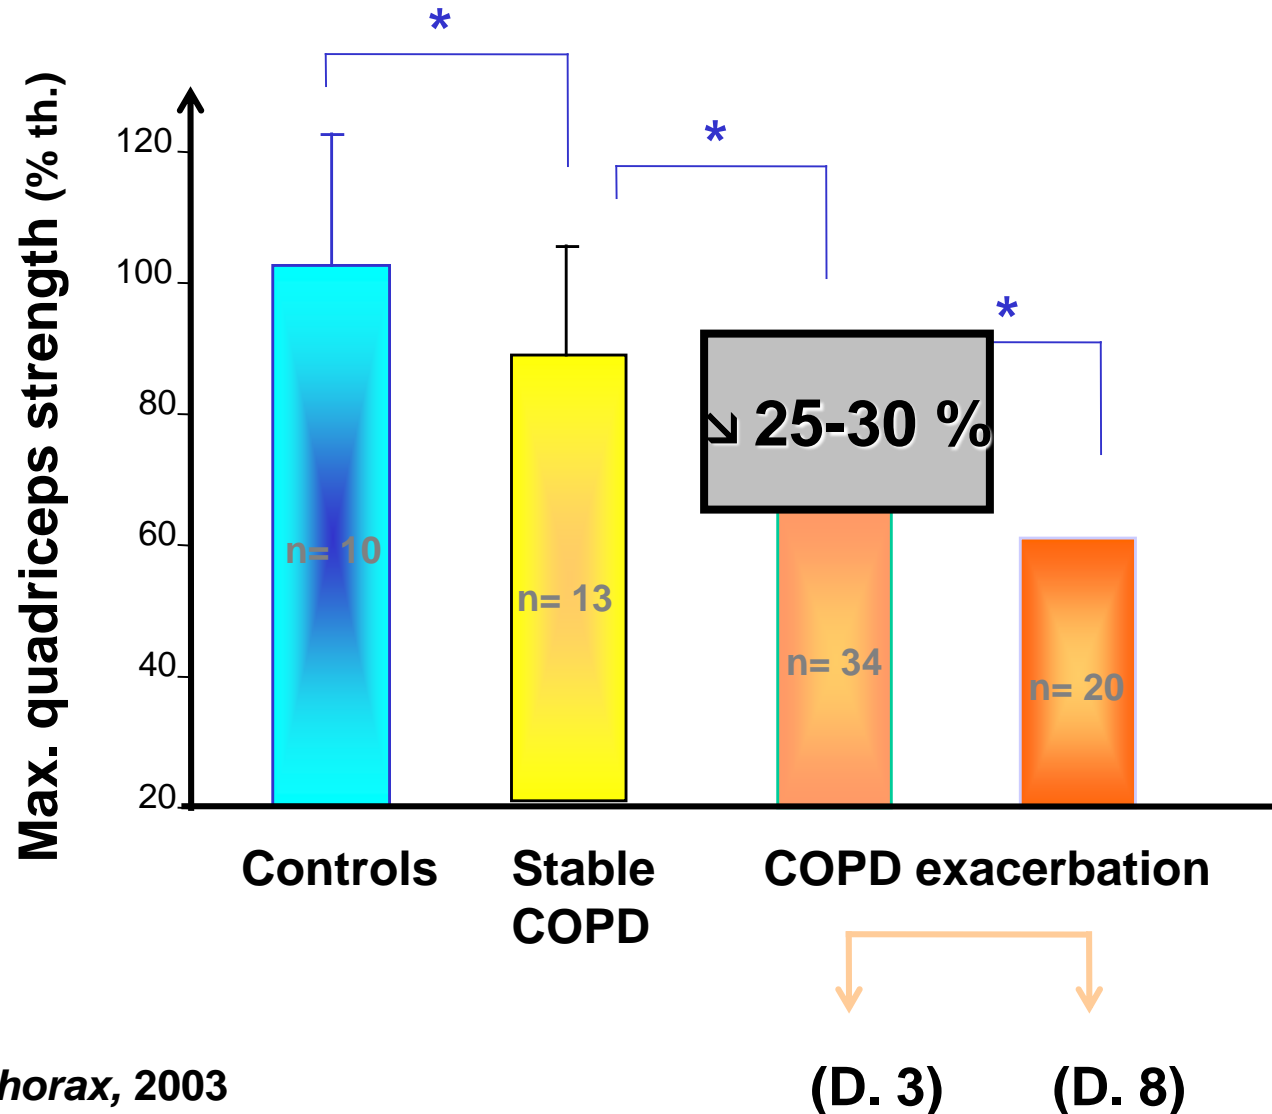 *
*
*
Max. quadriceps strength (% th.)
120
100
80
60
40
20
↘ 25-30 %
n= 10
n= 13
n= 34
n= 20
Controls
Stable
COPD
COPD exacerbation
(D. 3)
(D. 8)
horax, 2003